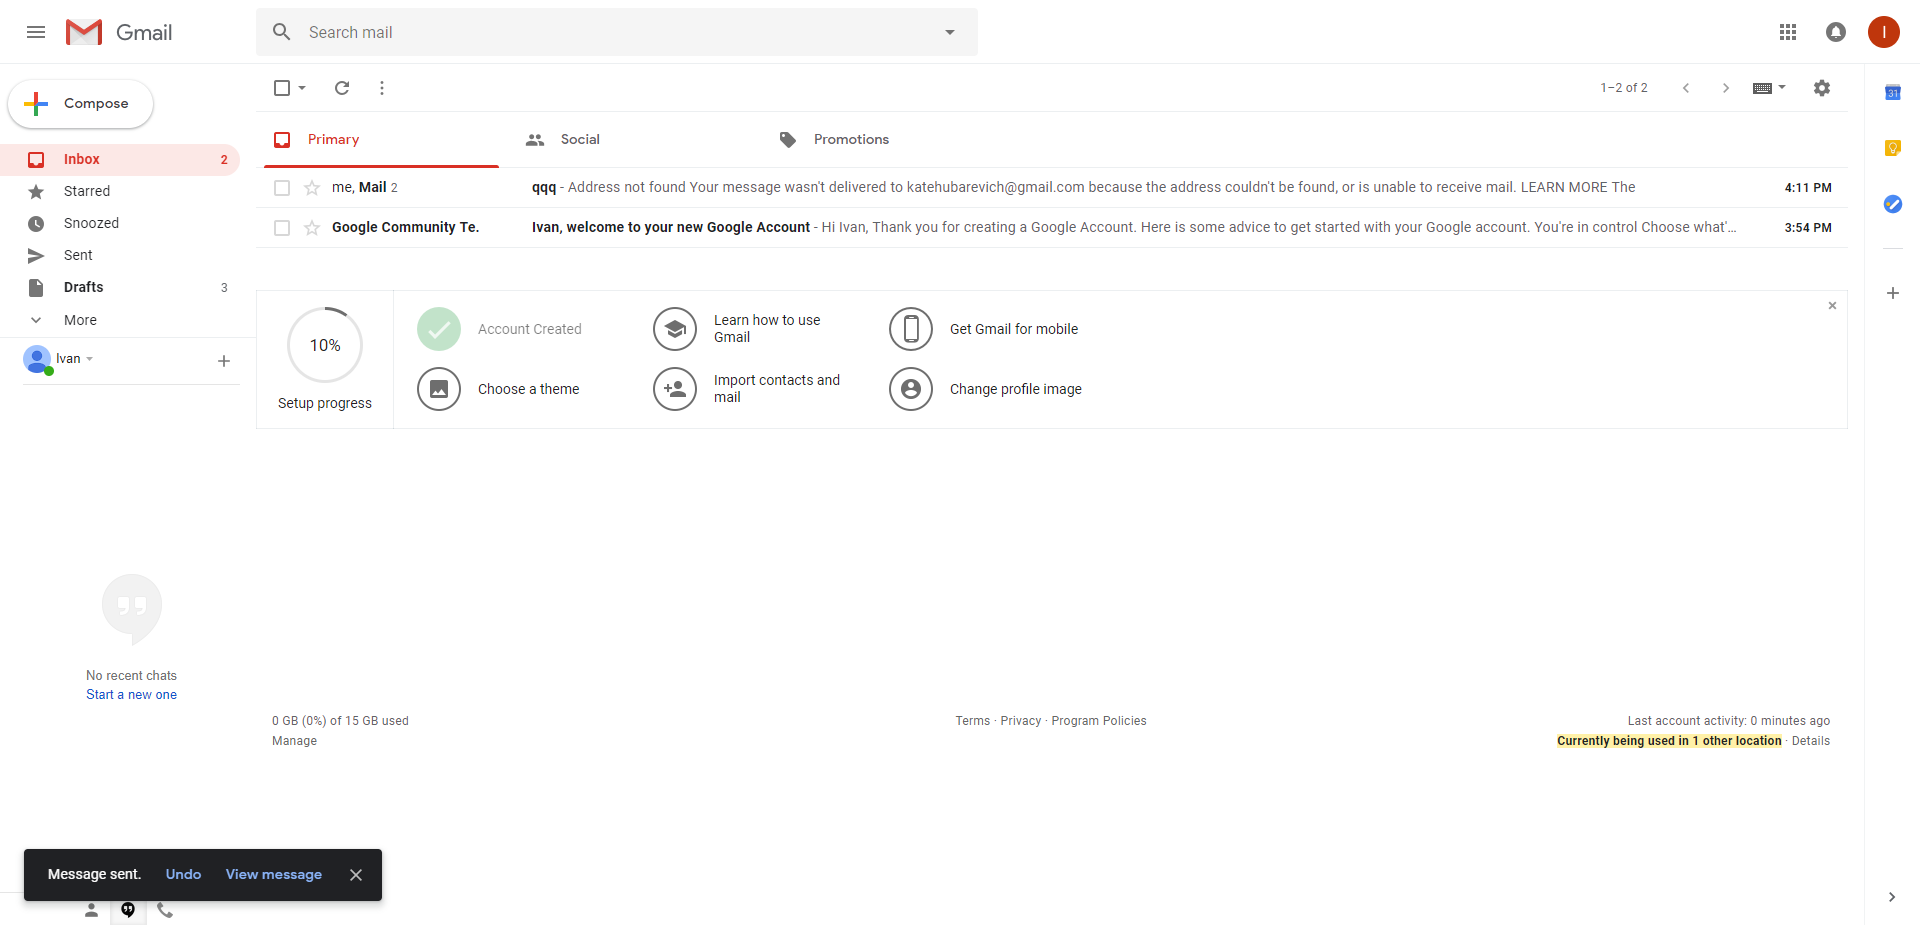 Gmail
Search mail
I
Compose
1–2 of 2
31
Primary
Social
Promotions
Inbox 2
Starred
Snoozed
Sent
Drafts 3
More
Ivan
me, Mail 2 qqq - Address not found Your message wasn't delivered to katehubarevich@gmail.com because the address couldn't be found, or is unable to receive mail. LEARN MORE The 4:11 PM
Google Community Te. Ivan, welcome to your new Google Account - Hi Ivan, Thank you for creating a Google Account. Here is some advice to get started with your Google account. You're in control Choose what'... 3:54 PM
10%
Setup progress
Account Created
Learn how to use
Gmail
Get Gmail for mobile
Choose a theme
Import contacts and
mail
Change profile image
No recent chats
Start a new one
0 GB (0%) of 15 GB used
Manage
Terms · Privacy · Program Policies
Last account activity: 0 minutes ago
Currently being used in 1 other location · Details
Message sent. Undo View message